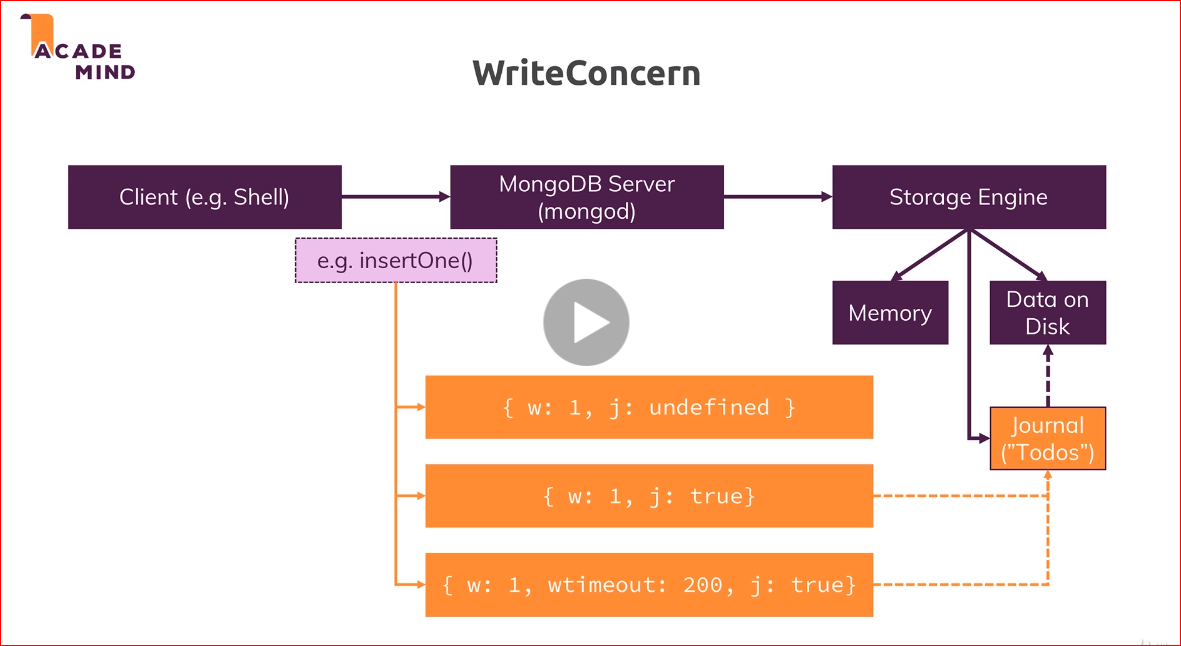 ACADE
MIND
WriteConcern
Client (e.g. Shell)
MongoDB Server
(mongod)
Storage Engine
e.g. insertOne()
Memory
Data on
Disk
{ w: 1, j: undefined }
Journal
("Todos")
{ w: 1, j: true}
{ w: 1, wtimeout: 200, j: true}